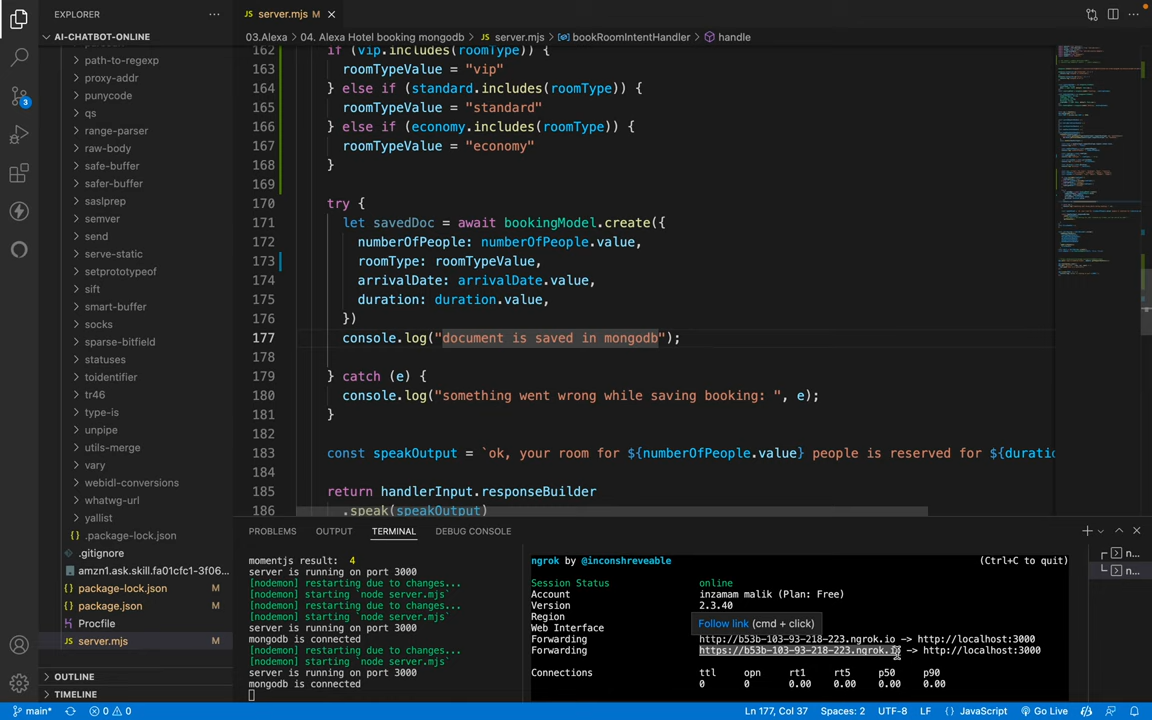 EXPLORER
AI-CHATBOT-ONLINE
path-to-regexp
proxy-addr
punycode
qs
range-parser
raw-body
safe-buffer
safer-buffer
saslprep
semver
send
serve-static
setprototypeof
sift
smart-buffer
socks
sparse-bitfield
statuses
toidentifier
tr46
type-is
unpipe
utils-merge
vary
webidl-conversions
whatwg-url
yallist
.package-lock.json
.gitignore
amzn1.ask.skill.fa01cfc1-3f06...
package-lock.json M
package.json M
Procfile
server.mjs M
OUTLINE
TIMELINE
JS server.mjs M
03.Alexa > 04. Alexa Hotel booking mongodb > JS server.mjs > bookRoomIntentHandler > handle
162 if (vip.includes(roomType)) {
163 roomTypeValue = "vip"
164 } else if (standard.includes(roomType)) {
165 roomTypeValue = "standard"
166 } else if (economy.includes(roomType)) {
167 roomTypeValue = "economy"
168 }
169
170 try {
171 let savedDoc = await bookingModel.create({
172 numberOfPeople: numberOfPeople.value,
173 roomType: roomTypeValue,
174 arrivalDate: arrivalDate.value,
175 duration: duration.value,
176 })
177 console.log("document is saved in mongodb");
178
179 } catch (e) {
180 console.log("something went wrong while saving booking: ", e);
181 }
182
183 const speakOutput = `ok, your room for ${numberOfPeople.value} people is reserved for ${duratio
184
185 return handlerInput.responseBuilder
186 .speak(speakOutput)
PROBLEMS OUTPUT TERMINAL DEBUG CONSOLE
momentjs result: 4
server is running on port 3000
[nodemon] restarting due to changes...
[nodemon] starting `node server.mjs`
[nodemon] restarting due to changes...
[nodemon] starting `node server.mjs`
server is running on port 3000
mongodb is connected
[nodemon] restarting due to changes...
[nodemon] starting `node server.mjs`
server is running on port 3000
mongodb is connected
ngrok by @inconshreveable (Ctrl+C to quit)
Session Status online
Account inzamam malik (Plan: Free)
Version 2.3.40
Region
Web Interface
Follow link (cmd + click)
Forwarding http://b53b-103-93-218-223.ngrok.io -> http://localhost:3000
Forwarding https://b53b-103-93-218-223.ngrok.io -> http://localhost:3000
Connections ttl opn rt1 rt5 p50 p90
0 0 0.00 0.00 0.00 0.00
n...
n...
3
main* 0 0 Ln 177, Col 37 Spaces: 2 UTF-8 LF JavaScript Go Live